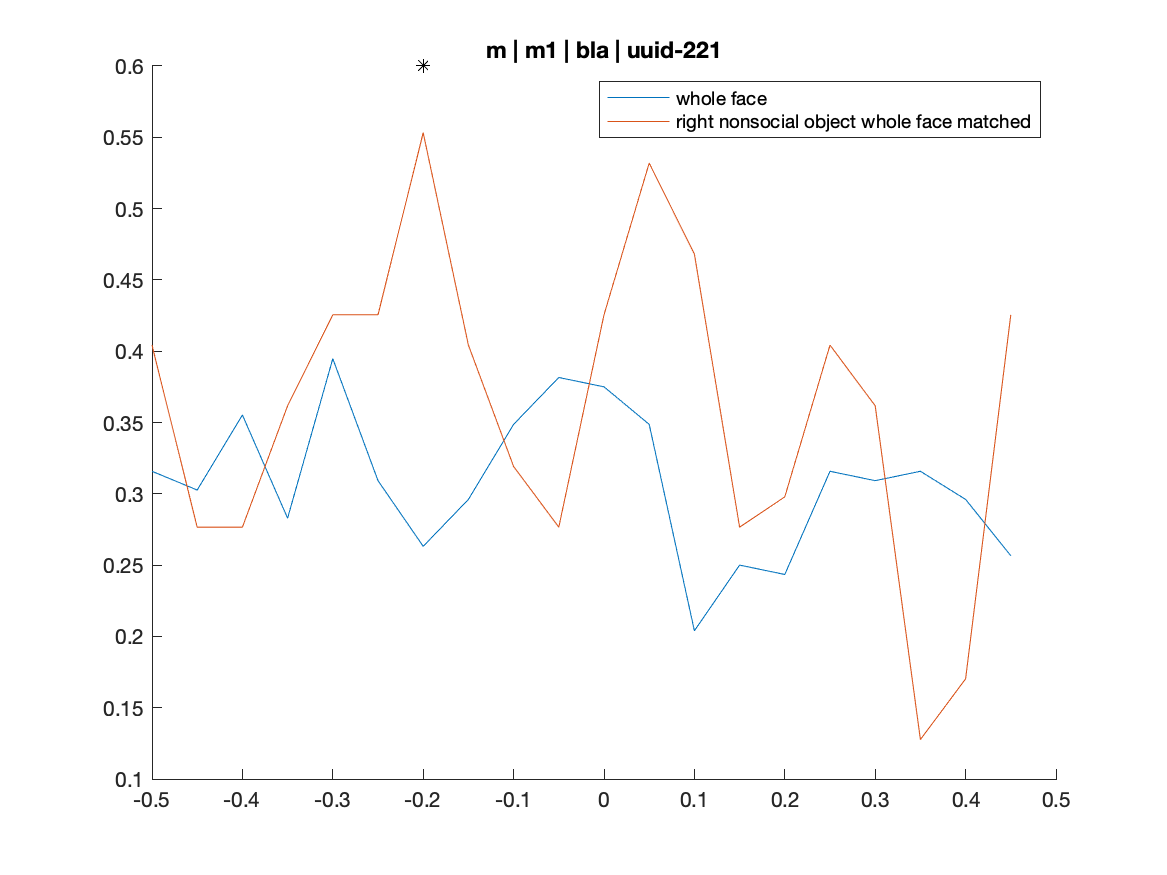 m | m1 | bla | uuid-221
whole face
right nonsocial object whole face matched
0.6
0.55
0.5
0.45
0.4
0.35
0.3
0.25
0.2
0.15
0.1
-0.5 -0.4 -0.3 -0.2 -0.1 0 0.1 0.2 0.3 0.4 0.5